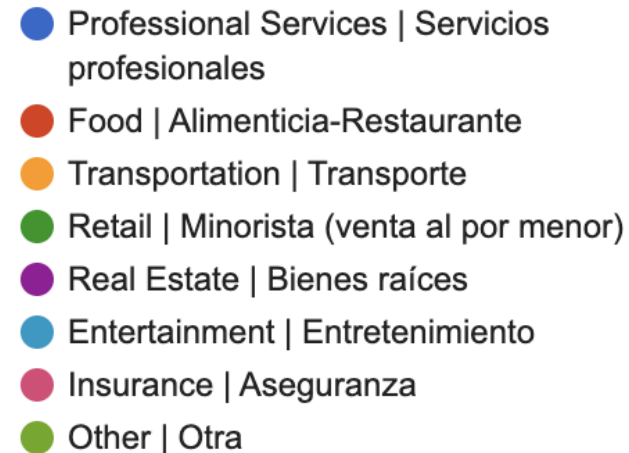 Professional Services | Servicios
profesionales
Food | Alimenticia-Restaurante
Transportation | Transporte
Retail | Minorista (venta al por menor)
Real Estate | Bienes raíces
Entertainment | Entretenimiento
Insurance | Aseguranza
Other | Otra